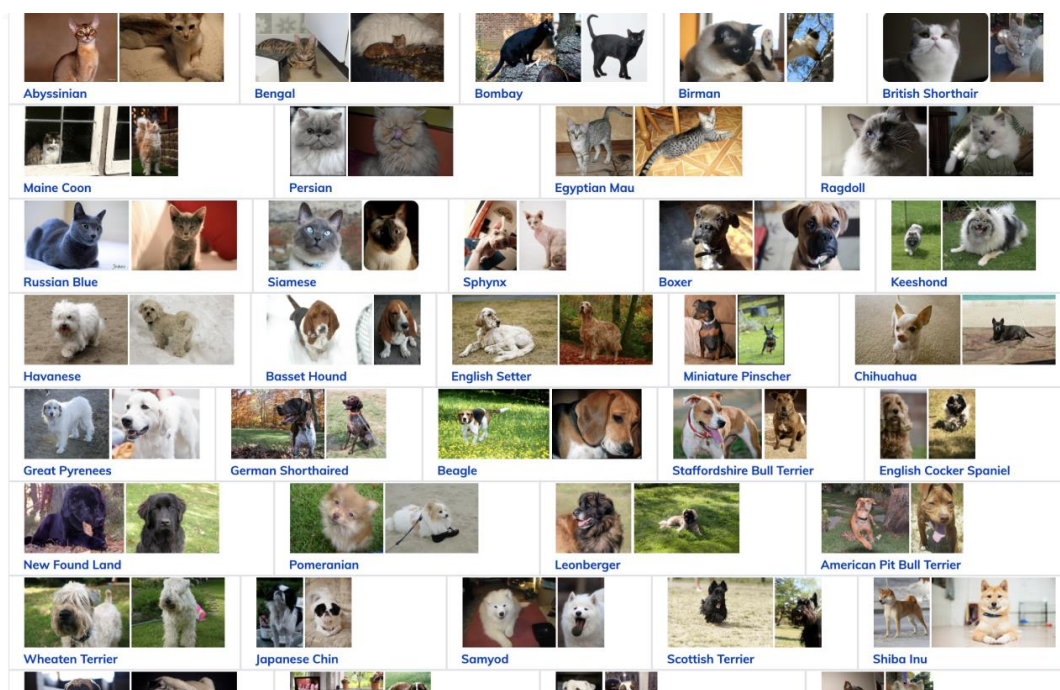 Abyssinian
Bengal
Bombay
Birman
British Shorthair
Maine Coon
Persian
Egyptian Mau
Ragdoll
Russian Blue
Siamese
Sphynx
Boxer
Keeshond
Havanese
Basset Hound
English Setter
Miniature Pinscher
Chihuahua
Great Pyrenees
German Shorthaired
Beagle
Staffordshire Bull Terrier
English Cocker Spaniel
New Found Land
Pomeranian
Leonberger
American Pit Bull Terrier
Wheaten Terrier
Japanese Chin
Samyod
Scottish Terrier
Shiba Inu